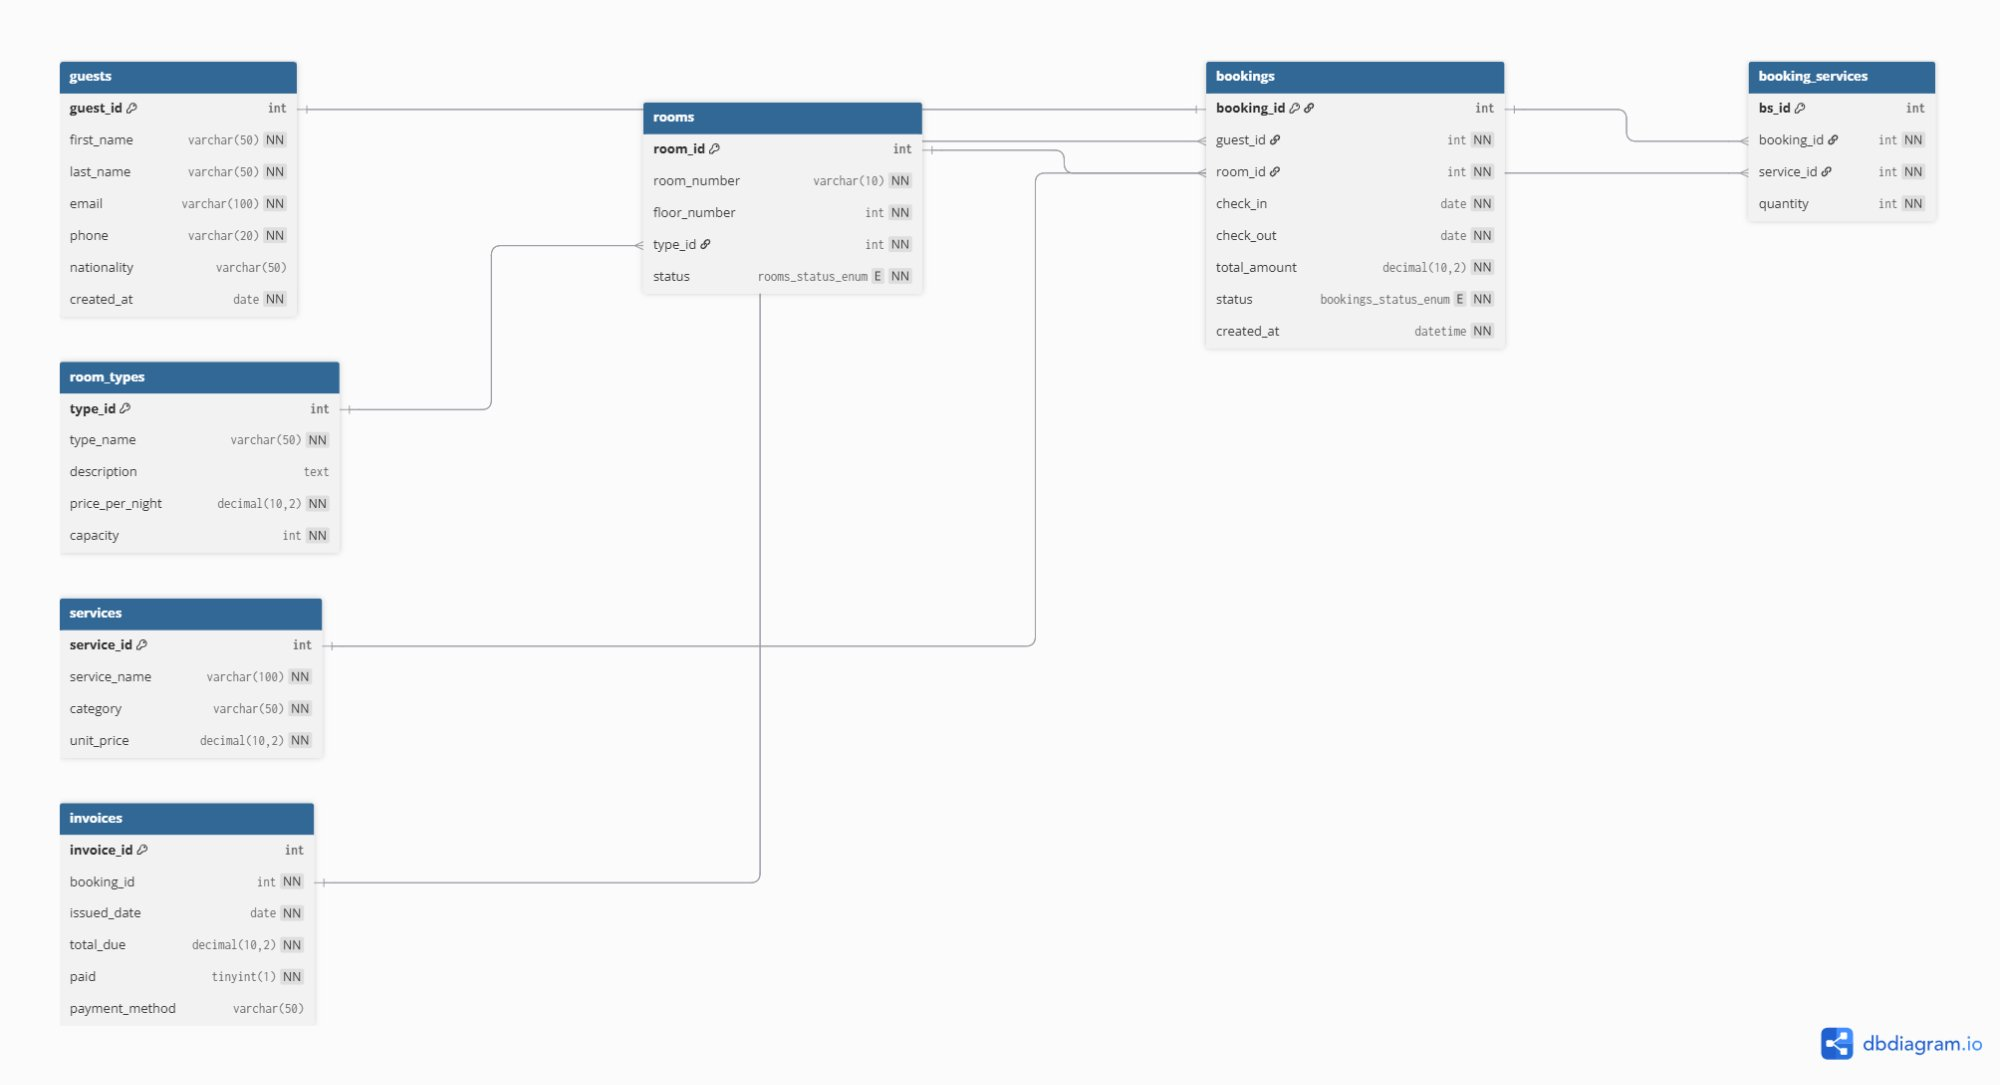 guests
guest_id int
first_name varchar(50) NN
last_name varchar(50) NN
email varchar(100) NN
phone varchar(20) NN
nationality varchar(50)
created_at date NN
room_types
type_id int
type_name varchar(50) NN
description text
price_per_night decimal(10,2) NN
capacity int NN
services
service_id int
service_name varchar(100) NN
category varchar(50) NN
unit_price decimal(10,2) NN
invoices
invoice_id int
booking_id int NN
issued_date date NN
total_due decimal(10,2) NN
paid tinyint(1) NN
payment_method varchar(50)
rooms
room_id int
room_number varchar(10) NN
floor_number int NN
type_id int NN
status rooms_status_enum E NN
bookings
booking_id int
guest_id int NN
room_id int NN
check_in date NN
check_out date NN
total_amount decimal(10,2) NN
status bookings_status_enum E NN
created_at datetime NN
booking_services
bs_id int
booking_id int NN
service_id int NN
quantity int NN
dbdiagram.io